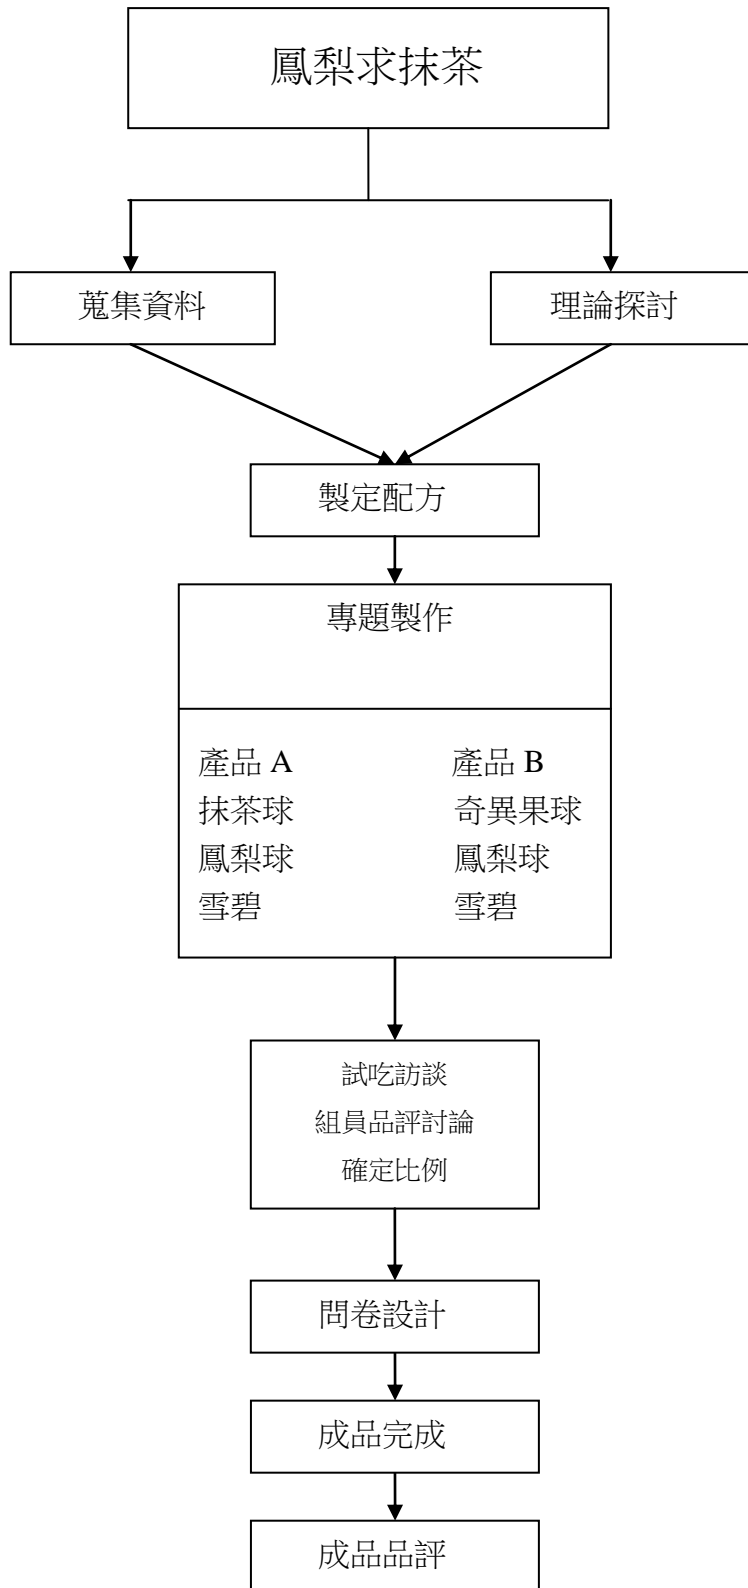 鳳梨求抹茶
蒐集資料
理論探討
製定配方
專題製作
產品 A
產品 B
抹茶球
奇異果球
鳳梨球
鳳梨球
雪碧
雪碧
試吃訪談
組員品評討論
確定比例
問卷設計
成品完成
成品品評